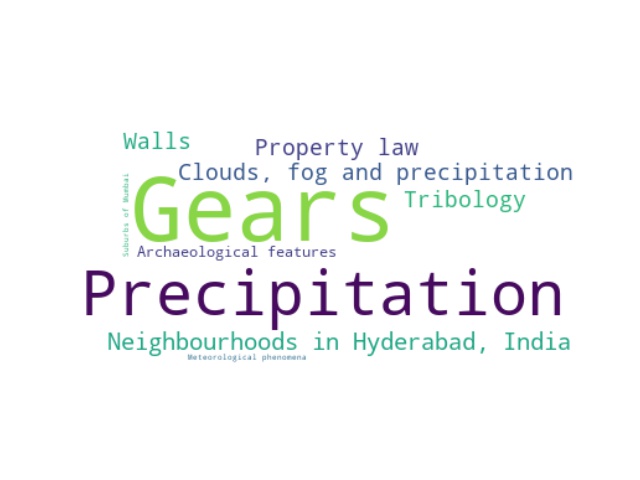 Walls
Property law
Clouds, fog and precipitation
Suburbs of Mumbai
Gears
Tribology
Archaeological features
Precipitation
Neighbourhoods in Hyderabad, India
Meteorological phenomena